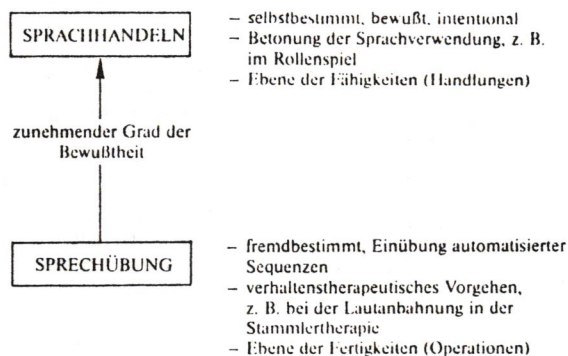 SPRACHHANDELN
– selbstbestimmt, bewußt, intentional
– Betonung der Sprachverwendung, z. B.
im Rollenspiel
– Ebene der Fähigkeiten (Handlungen)
zunehmender Grad der
Bewußtheit
SPRECHÜBUNG
– fremdbestimmt, Einübung automatisierter
Sequenzen
– verhaltenstherapeutisches Vorgehen,
z. B. bei der Lautanbahnung in der
Stammlertherapie
– Ebene der Fertigkeiten (Operationen)